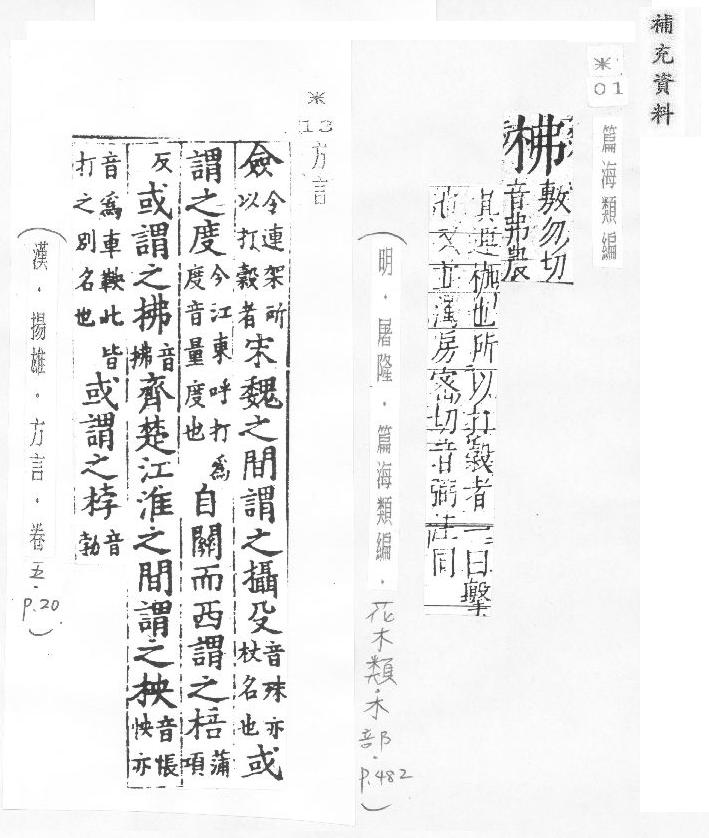 補充資料
※
01
篇海類編
柫敷勿切
音弗農
具連枷也所以打穀者一曰擊
也又 房密切音弼注同
(明．屠隆．篇海類編．花木類．木部．p.482)
※
13
方言
僉今連架所以打穀者宋魏之間謂之攝殳音殊亦杖名也或
謂之度今江東呼打為度音量度也自關而西謂之棓蒲項
反或謂之柫音拂齊楚江淮之間謂之柍音帳怏亦
音為車鞅此皆打之別名也或謂之桲音勃
(漢．揚雄．方言．卷五．p.20)